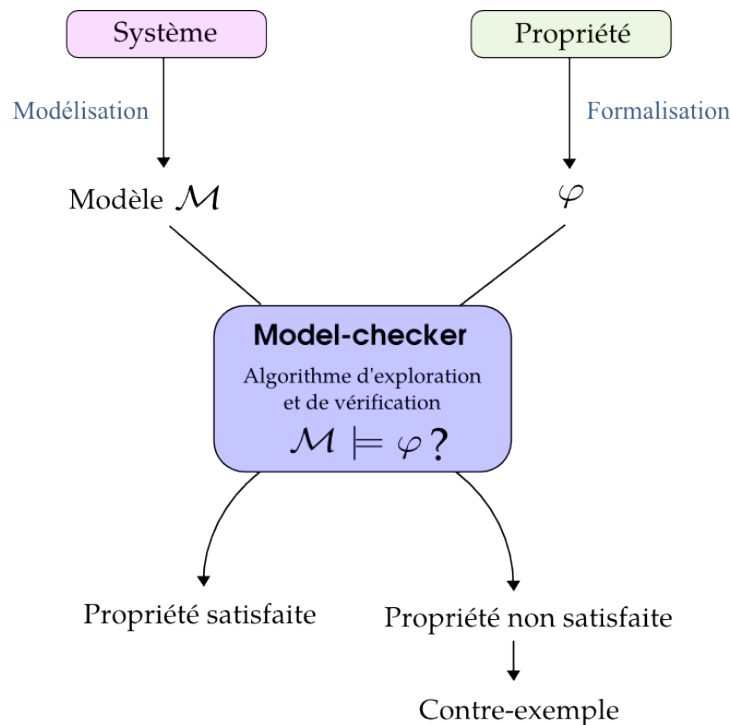 Système
Propriété
Modélisation
Formalisation
Modèle ℳ
φ
Model-checker
Algorithme d'exploration
et de vérification
ℳ ⊨ φ ?
Propriété satisfaite
Propriété non satisfaite
Contre-exemple